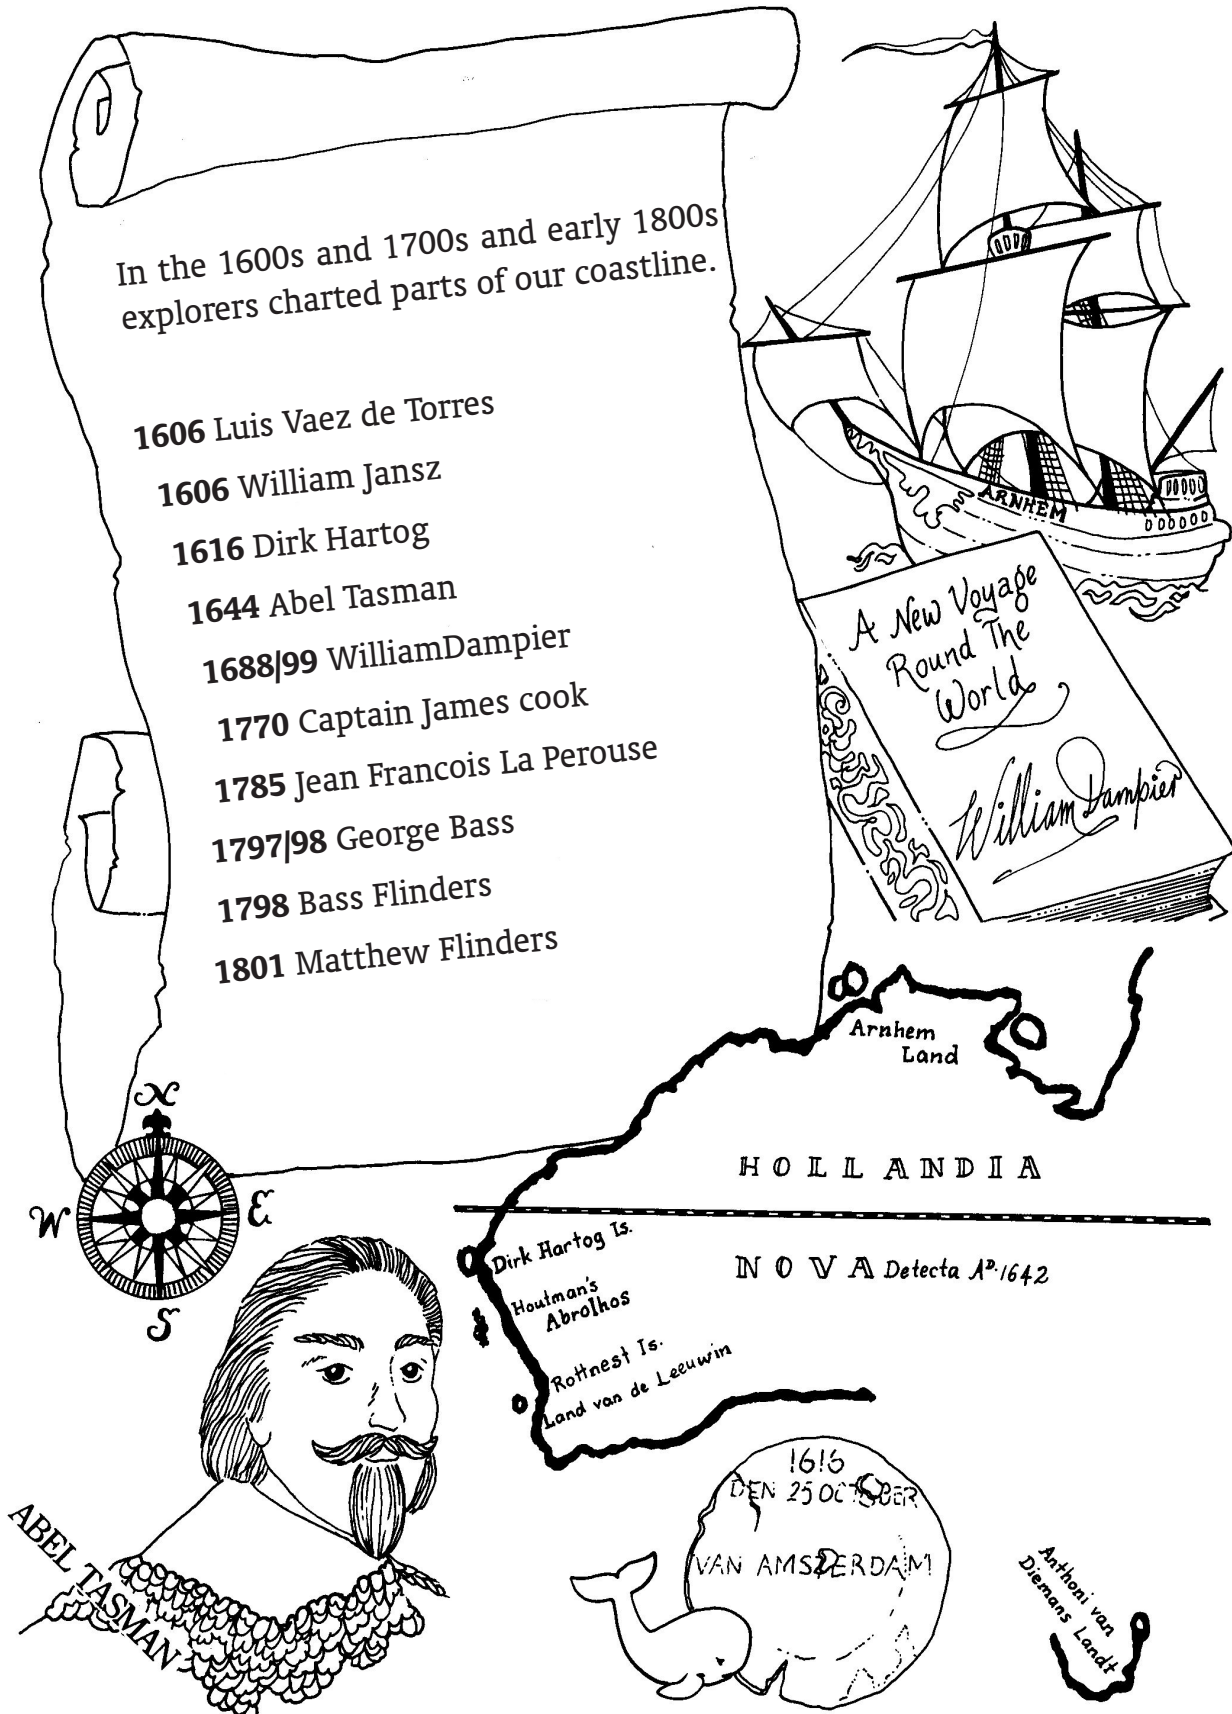 In the 1600s and 1700s and early 1800s
explorers charted parts of our coastline.
1606 Luis Vaez de Torres
1606 William Jansz
1616 Dirk Hartog
1644 Abel Tasman
1688/99 WilliamDampier
1770 Captain James cook
1785 Jean Francois La Perouse
1797/98 George Bass
1798 Bass Flinders
1801 Matthew Flinders
ARNHEM
A New Voyage
Round The
World
William Dampier
Arnhem
Land
HOLLANDIA
NOVA Detecta AD. 1642
Dirk Hartog Is.
Houtman's
Abrolhos
Rottnest Is.
Land van de Leeuwin
N
W
E
S
ABEL TASMAN
1616
DEN 25 OCTOBER
VAN AMSDERDAM
Anthoni van
Diemans Landt